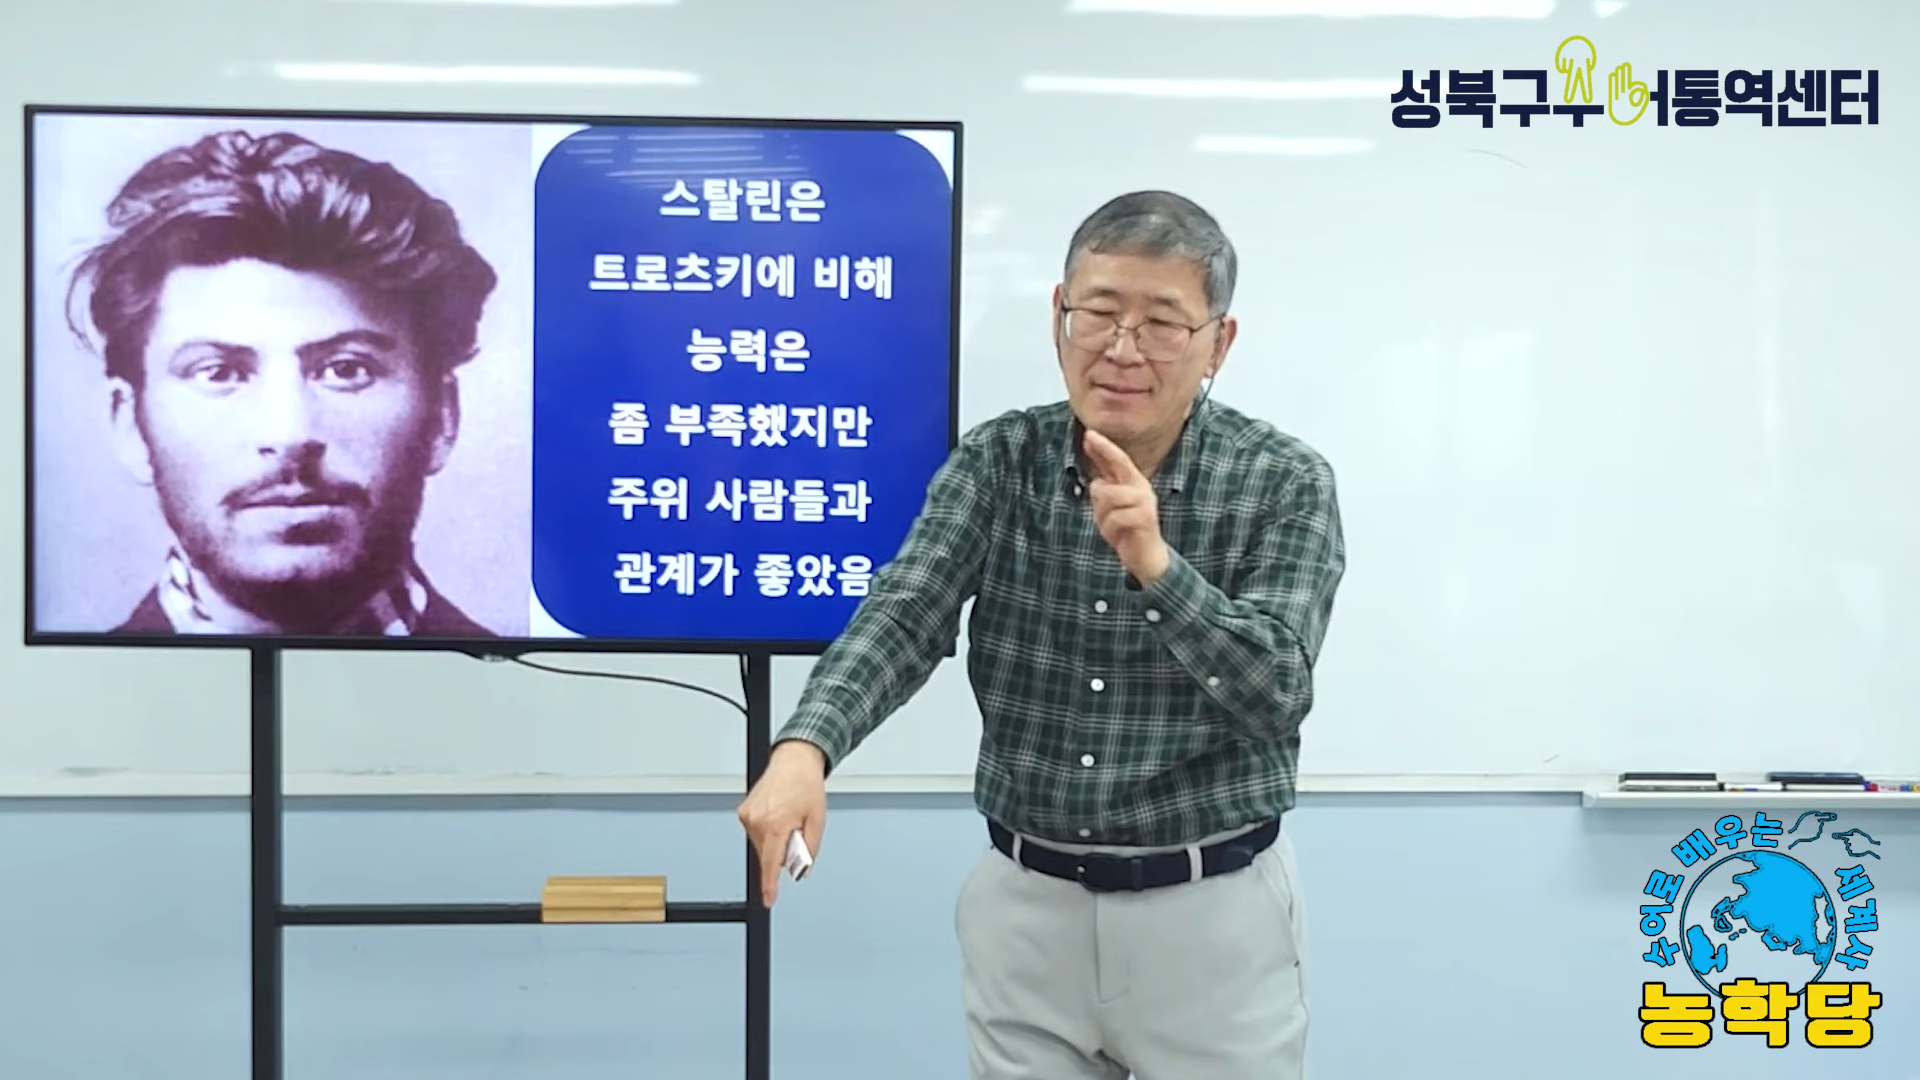 성북구수어통역센터
스탈린은
트로츠키에 비해
능력은
좀 부족했지만
주위 사람들과
관계가 좋았음
수어로 배우는 세계사
농학당